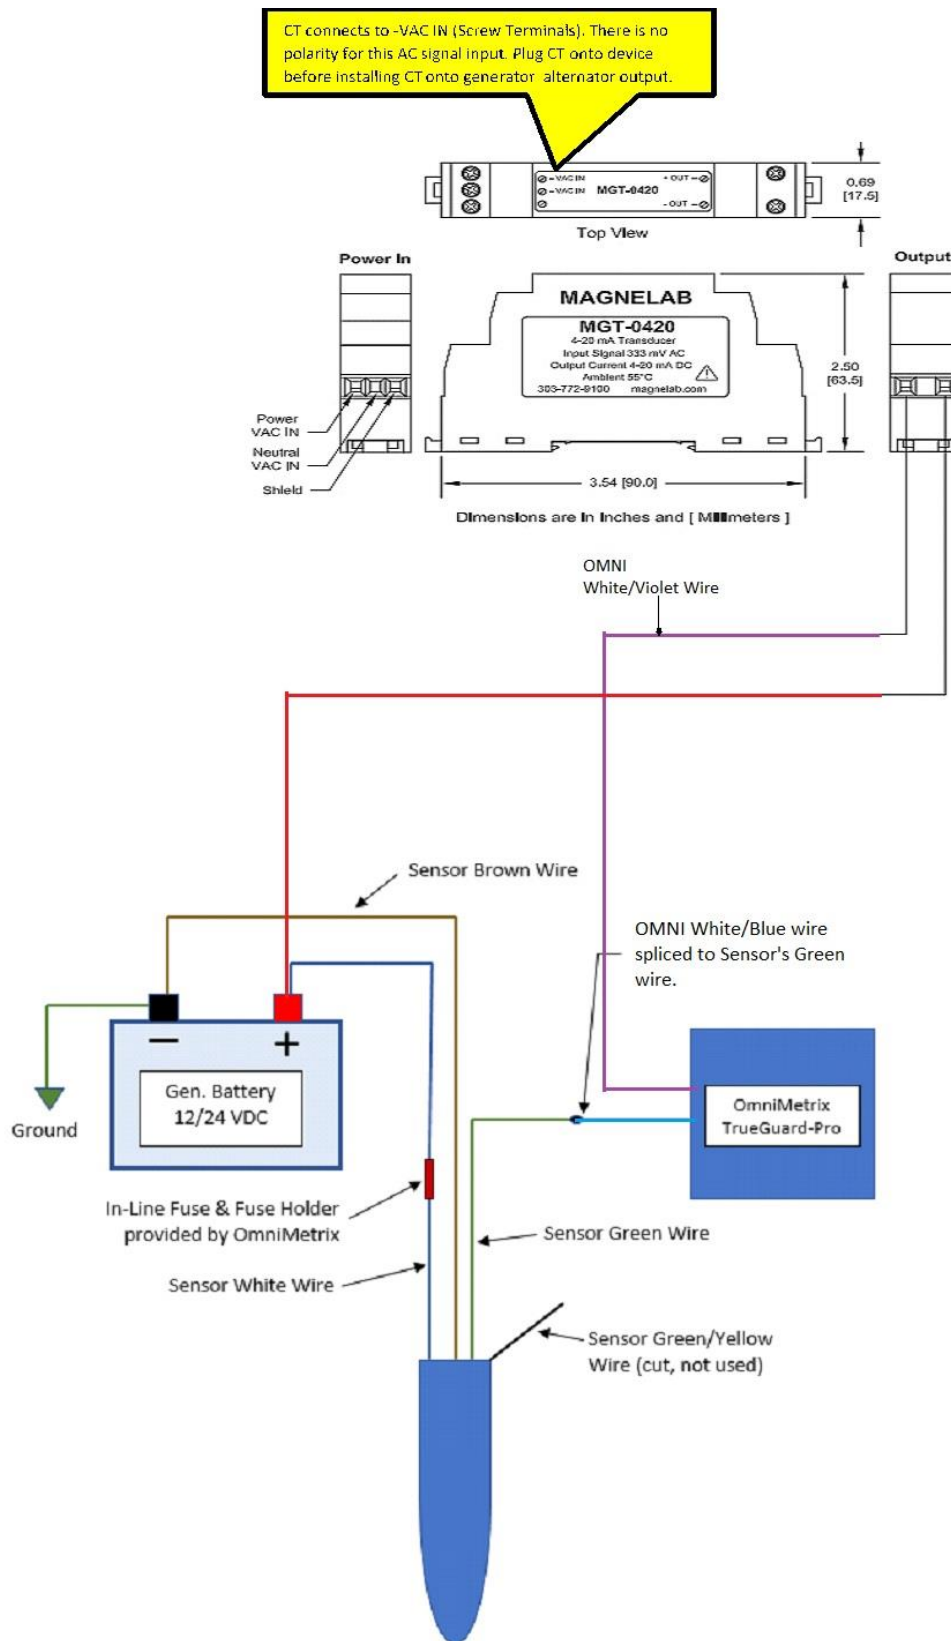 CT connects to -VAC IN (Screw Terminals). There is no
polarity for this AC signal input. Plug CT onto device
before installing CT onto generator alternator output.
-VAC IN
-VAC IN
MGT-0420
+ OUT -
- OUT -
0.69
[17.5]
Top View
Power In
Output
MAGNELAB
MGT-0420
4-20 mA Transducer
Input Signal 333 mV AC
Output Current 4-20 mA DC
Ambient 55°C
303-772-9100 magnelab.com
2.50
[63.5]
Power
VAC IN
Neutral
VAC IN
Shield
3.54 [90.0]
Dimensions are in Inches and [ Millimeters ]
OMNI
White/Violet Wire
Sensor Brown Wire
OMNI White/Blue wire
spliced to Sensor's Green
wire.
− +
Gen. Battery
12/24 VDC
Ground
OmniMetrix
TrueGuard-Pro
In-Line Fuse & Fuse Holder
provided by OmniMetrix
Sensor Green Wire
Sensor White Wire
Sensor Green/Yellow
Wire (cut, not used)